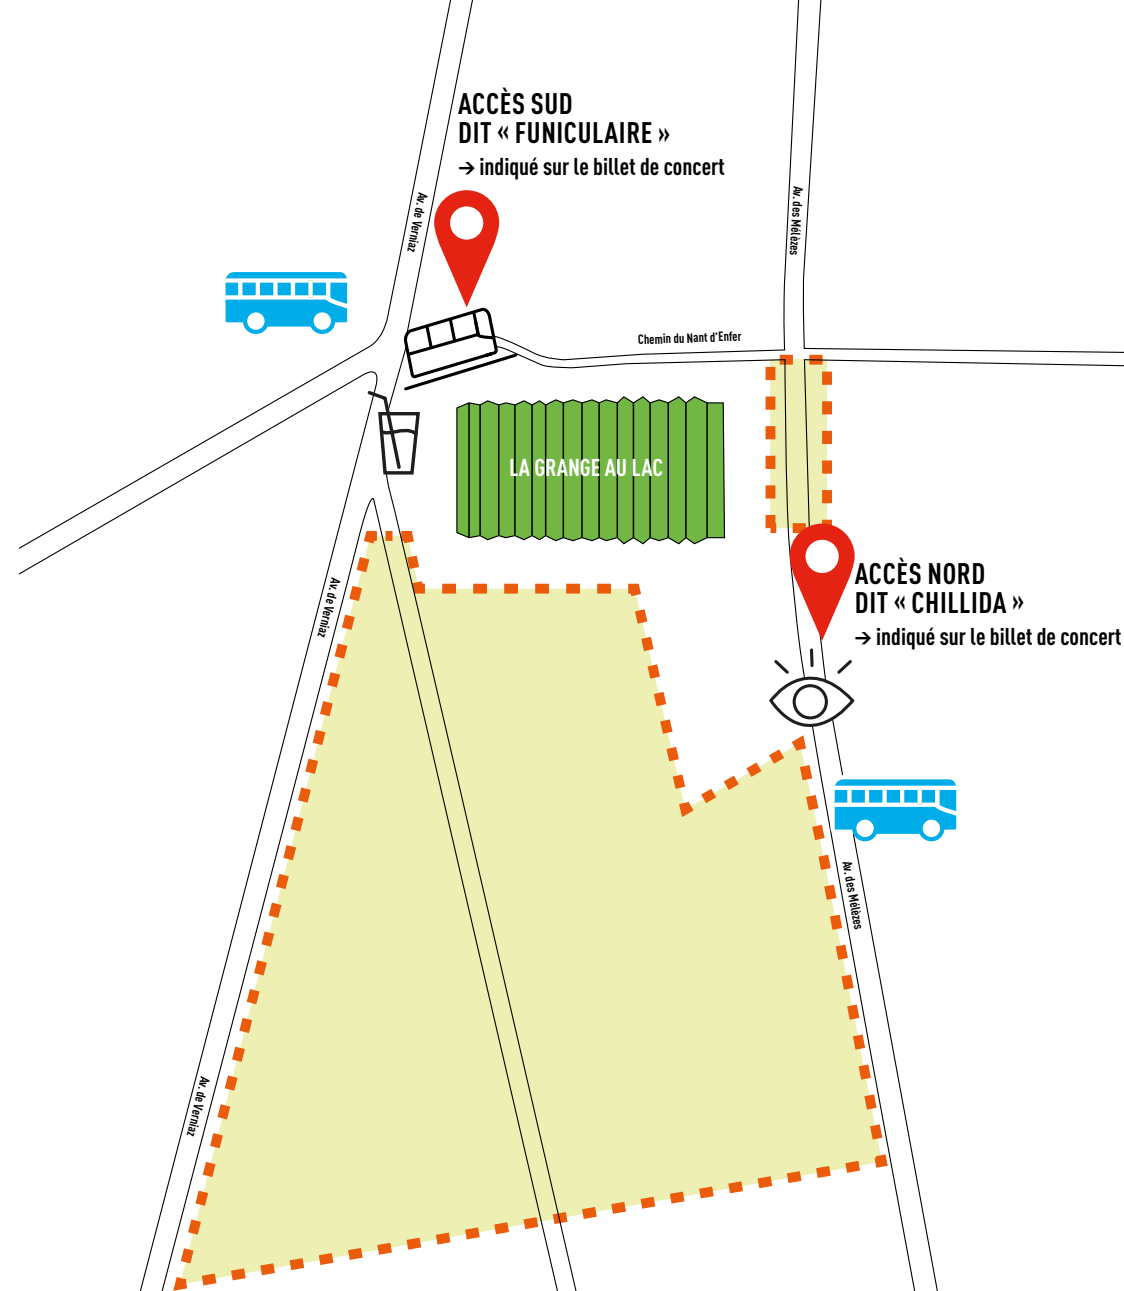 ACCÈS SUD
DIT « FUNICULAIRE »
→ indiqué sur le billet de concert
Av. de Verniaz
Av. des Mélèzes
Chemin du Nant d'Enfer
LA GRANGE AU LAC
ACCÈS NORD
DIT « CHILLIDA »
→ indiqué sur le billet de concert
Av. de Verniaz
Av. des Mélèzes
Av. de Verniaz